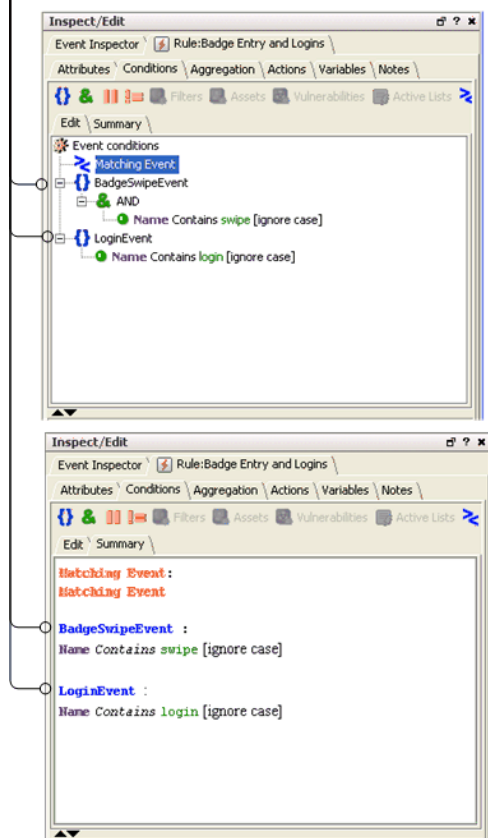 Inspect/Edit
Event Inspector Rule:Badge Entry and Logins
Attributes Conditions Aggregation Actions Variables Notes
{} & Filters Assets Vulnerabilities Active Lists
Edit Summary
Event conditions
Matching Event
{} BadgeSwipeEvent
& AND
Name Contains swipe [ignore case]
{} LoginEvent
Name Contains login [ignore case]
Inspect/Edit
Event Inspector Rule:Badge Entry and Logins
Attributes Conditions Aggregation Actions Variables Notes
{} & Filters Assets Vulnerabilities Active Lists
Edit Summary
Matching Event:
Matching Event
BadgeSwipeEvent :
Name Contains swipe [ignore case]
LoginEvent :
Name Contains login [ignore case]